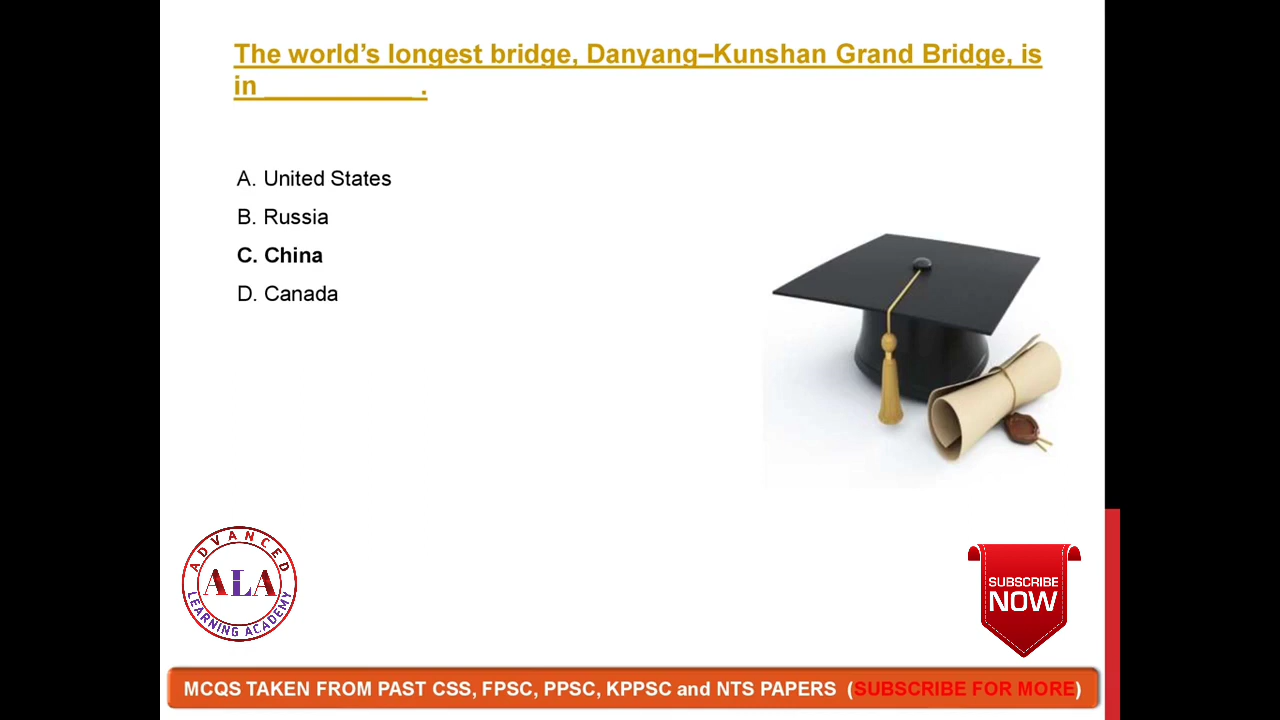 The world’s longest bridge, Danyang–Kunshan Grand Bridge, is
in __________ .
A. United States
B. Russia
C. China
D. Canada
ADVANCED
ALA
LEARNING ACADEMY
SUBSCRIBE
NOW
MCQS TAKEN FROM PAST CSS, FPSC, PPSC, KPPSC and NTS PAPERS (SUBSCRIBE FOR MORE)